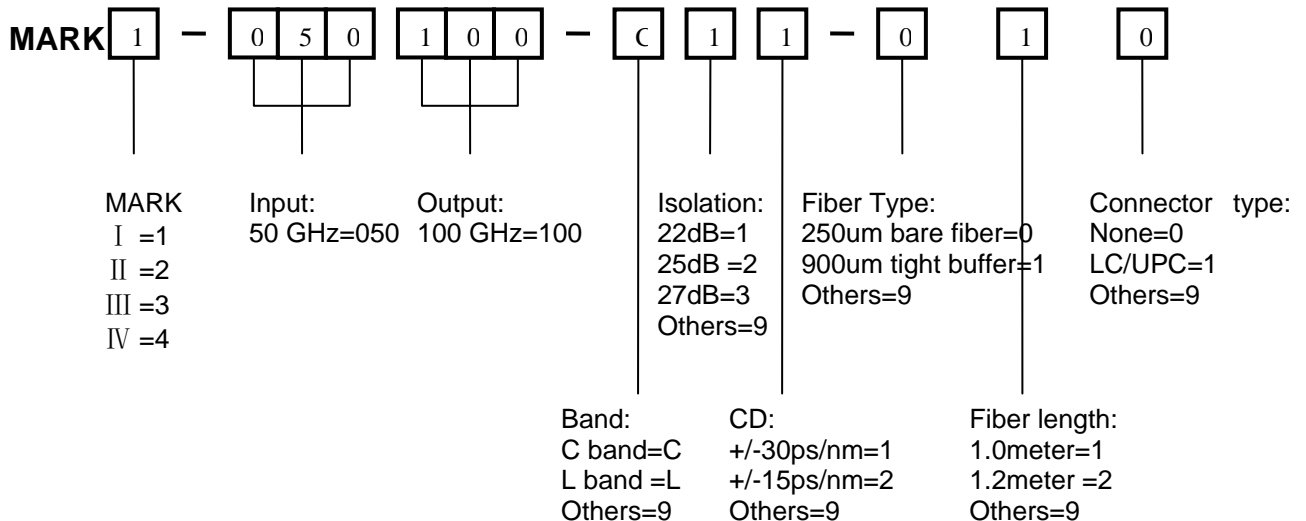 MARK 1 – 0 5 0 1 0 0 – C 1 1 – 0 1 0
MARK
Ⅰ =1
Ⅱ =2
Ⅲ =3
Ⅳ =4
Input:
50 GHz=050
Output:
100 GHz=100
Isolation:
22dB=1
25dB =2
27dB=3
Others=9
Fiber Type:
250um bare fiber=0
900um tight buffer=1
Others=9
Connector type:
None=0
LC/UPC=1
Others=9
Band:
C band=C
L band =L
Others=9
CD:
+/-30ps/nm=1
+/-15ps/nm=2
Others=9
Fiber length:
1.0meter=1
1.2meter =2
Others=9